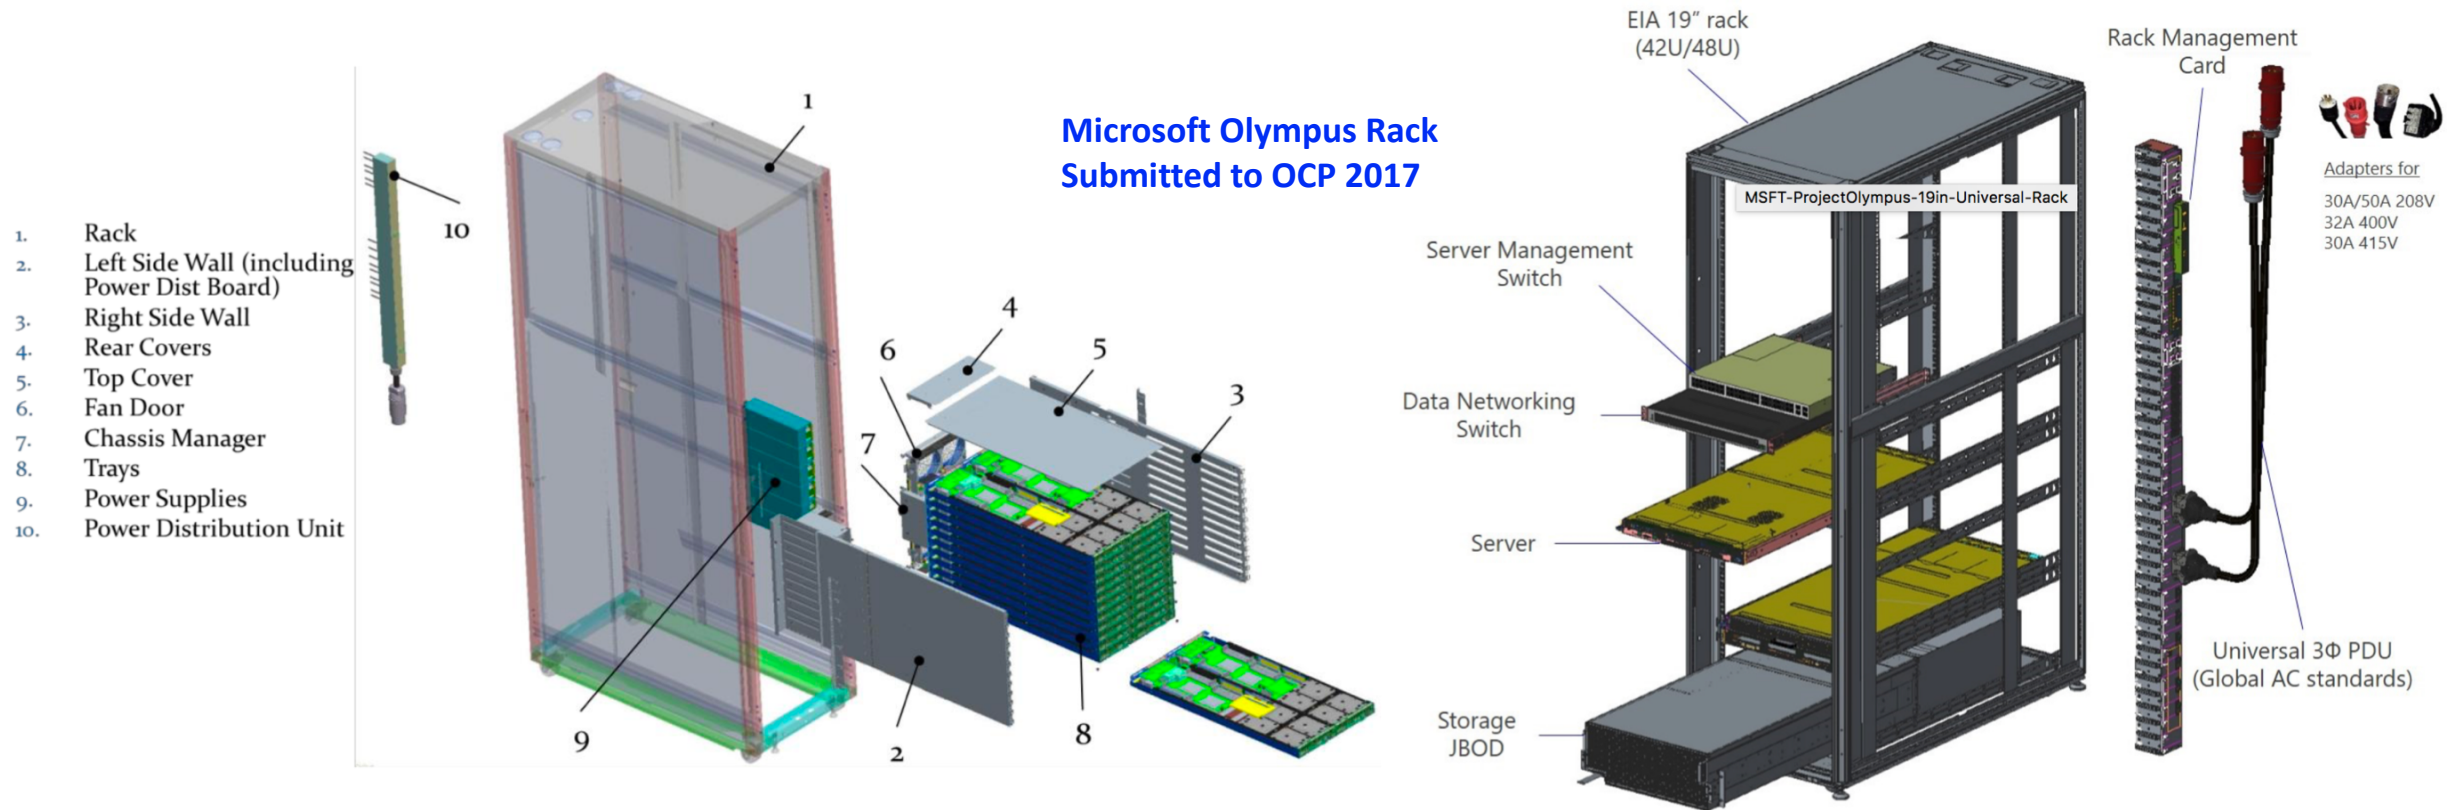 1. Rack
2. Left Side Wall (including
Power Dist Board)
3. Right Side Wall
4. Rear Covers
5. Top Cover
6. Fan Door
7. Chassis Manager
8. Trays
9. Power Supplies
10. Power Distribution Unit
10
1
4
5
6
3
7
9
2
8
Microsoft Olympus Rack
Submitted to OCP 2017
EIA 19” rack
(42U/48U)
MSFT-ProjectOlympus-19in-Universal-Rack
Server Management
Switch
Data Networking
Switch
Server
Storage
JBOD
Rack Management
Card
Adapters for
30A/50A 208V
32A 400V
30A 415V
Universal 3Φ PDU
(Global AC standards)